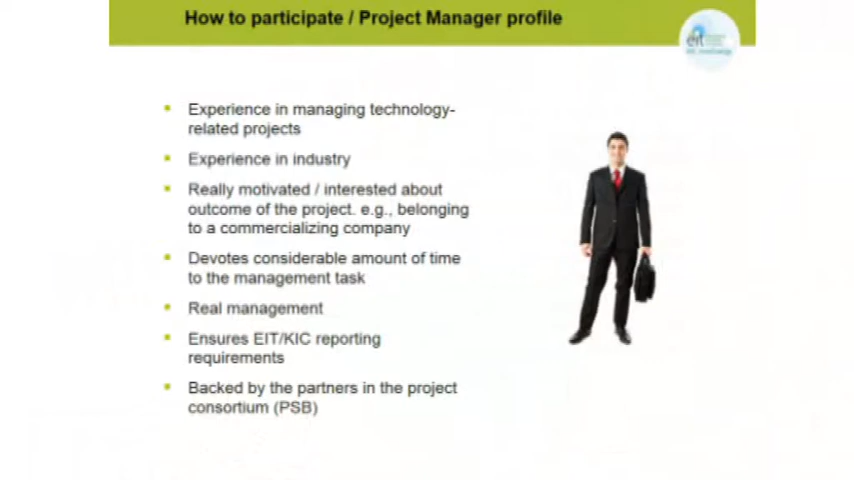 How to participate / Project Manager profile
eit
Experience in managing technology-
related projects
Experience in industry
Really motivated / interested about
outcome of the project. e.g., belonging
to a commercializing company
Devotes considerable amount of time
to the management task
Real management
Ensures EIT/KIC reporting
requirements
Backed by the partners in the project
consortium (PSB)